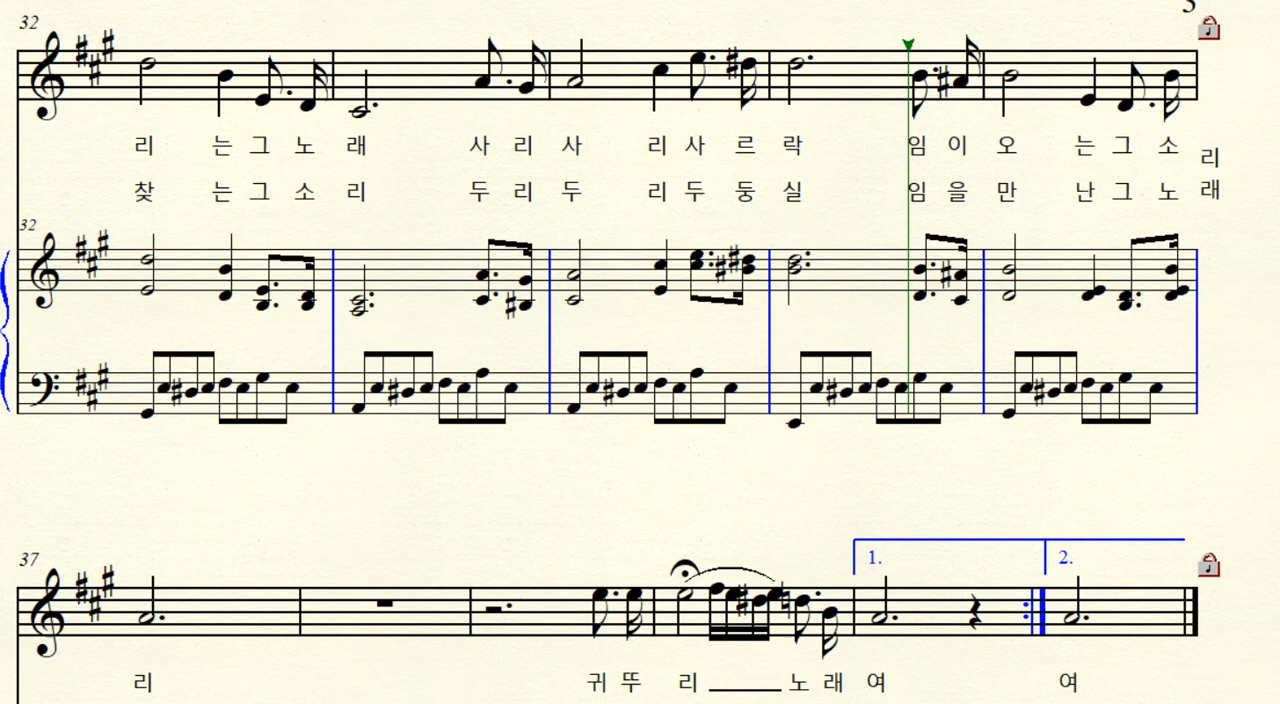 32
리 는 그 노 래 사 리 사 리 사 르 락 임 이 오 는 그 소 리
찾 는 그 소 리 두 리 두 리 두 둥 실 임 을 만 난 그 노 래
32
37
1. 2.
리 귀 뚜 리 노 래 여 여